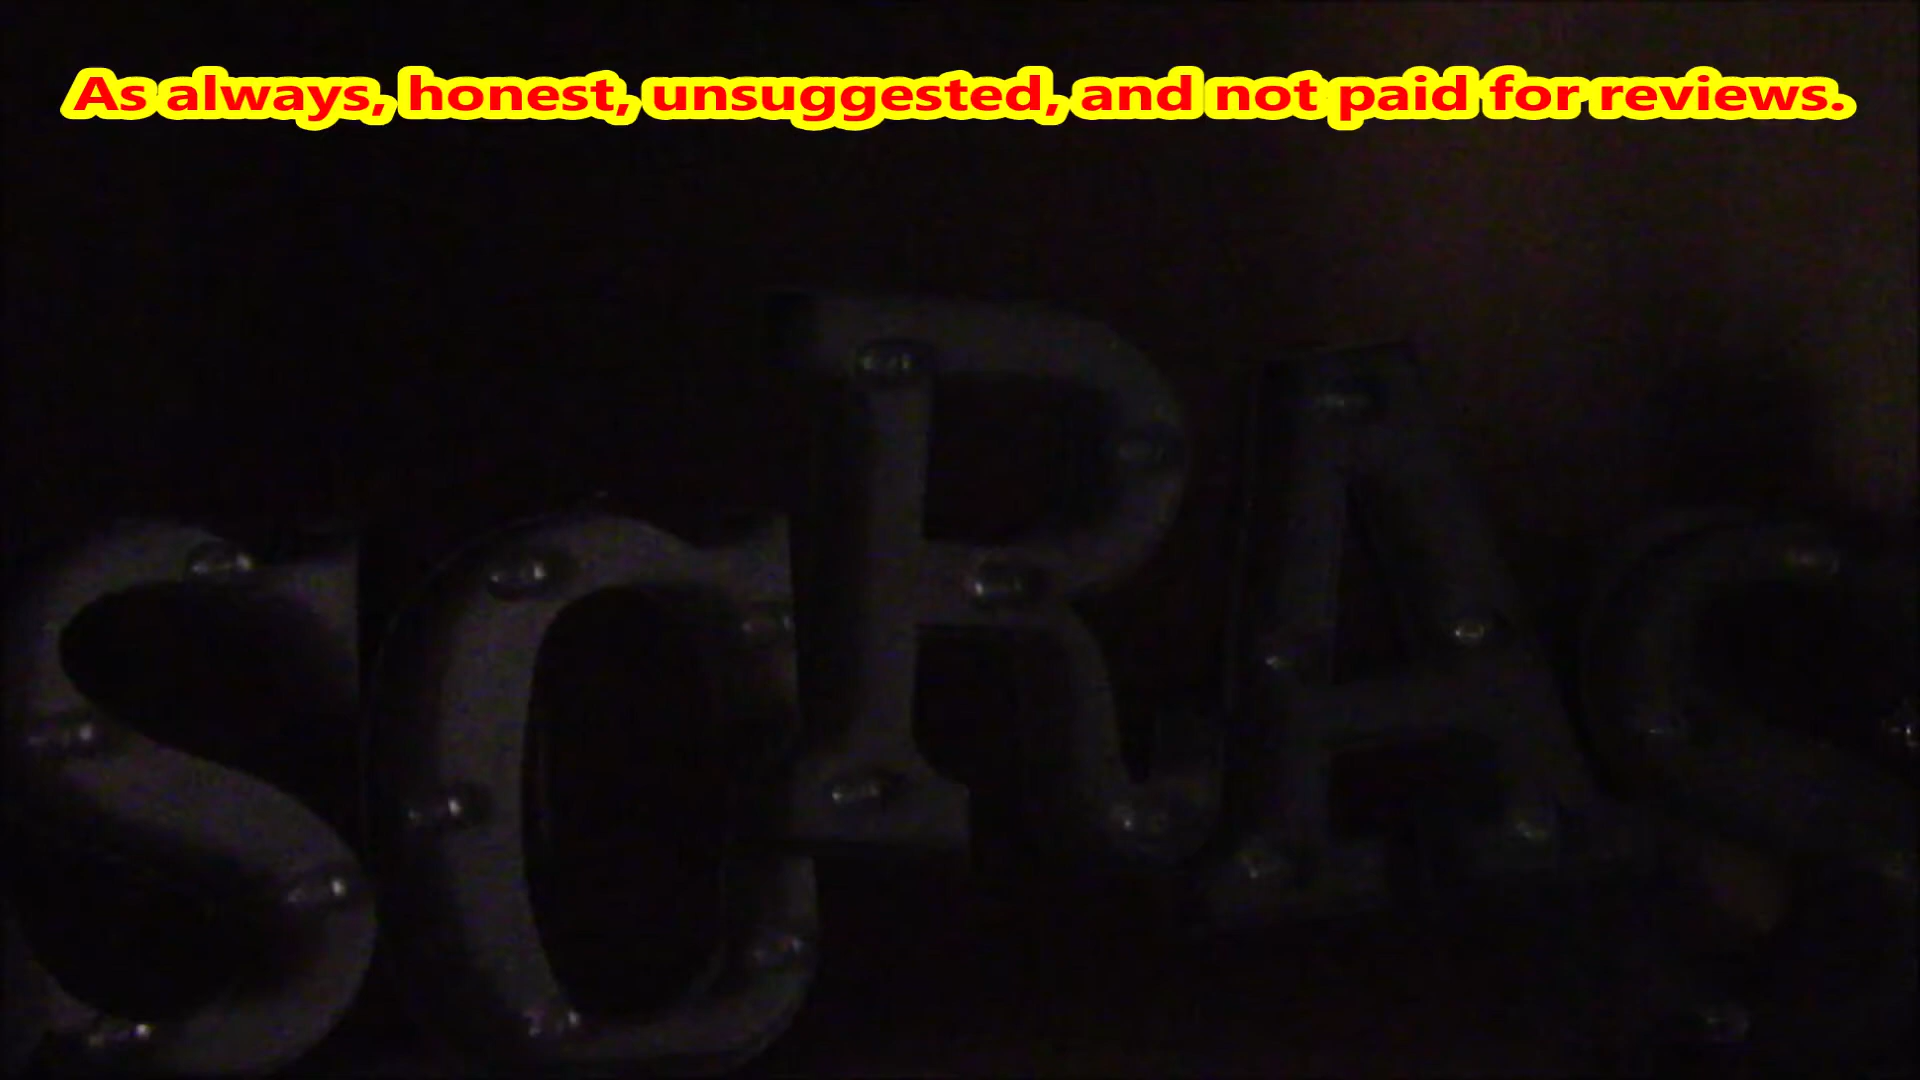 As always, honest, unsuggested, and not paid for reviews.
SCRAS